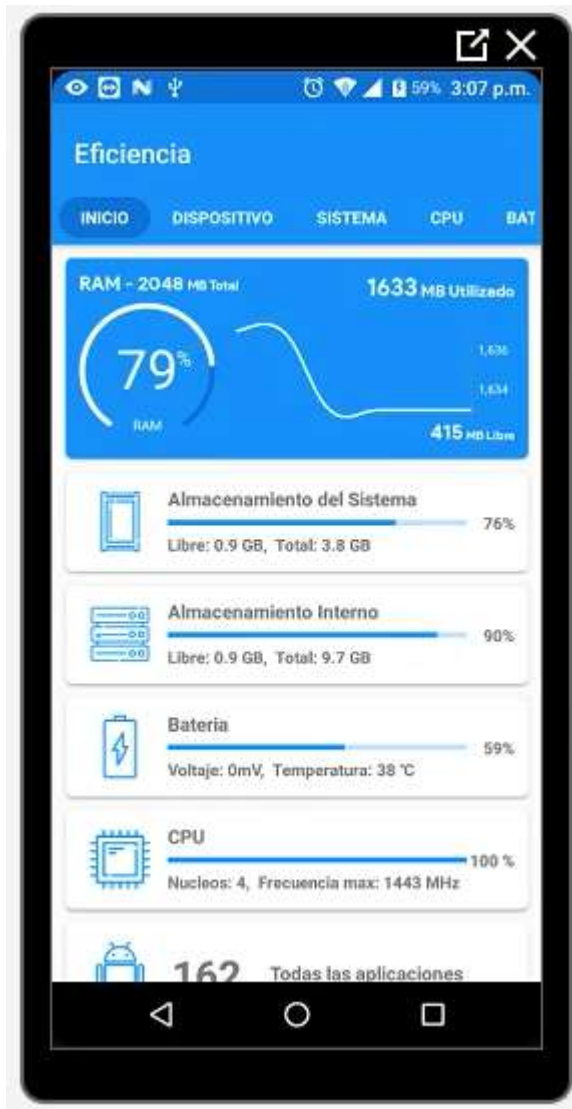 59% 3:07 p.m.
Eficiencia
INICIO DISPOSITIVO SISTEMA CPU BAT
RAM - 2048 MB Total 1633 MB Utilizado
79%
1,636
1,634
RAM
415 MB Libre
Almacenamiento del Sistema
76%
Libre: 0.9 GB, Total: 3.8 GB
Almacenamiento Interno
90%
Libre: 0.9 GB, Total: 9.7 GB
Bateria
59%
Voltaje: 0mV, Temperatura: 38 °C
CPU
100 %
Nucleos: 4, Frecuencia max: 1443 MHz
162 Todas las aplicaciones